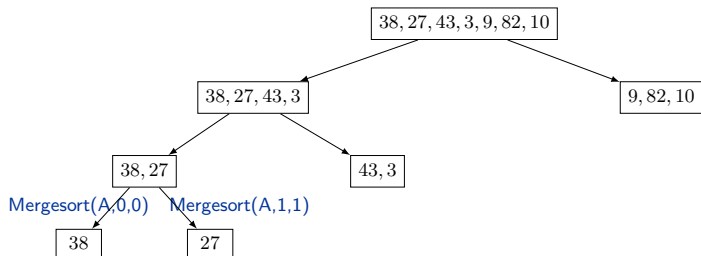 38, 27, 43, 3, 9, 82, 10
38, 27, 43, 3
9, 82, 10
38, 27
43, 3
Mergesort(A,0,0)
Mergesort(A,1,1)
38
27